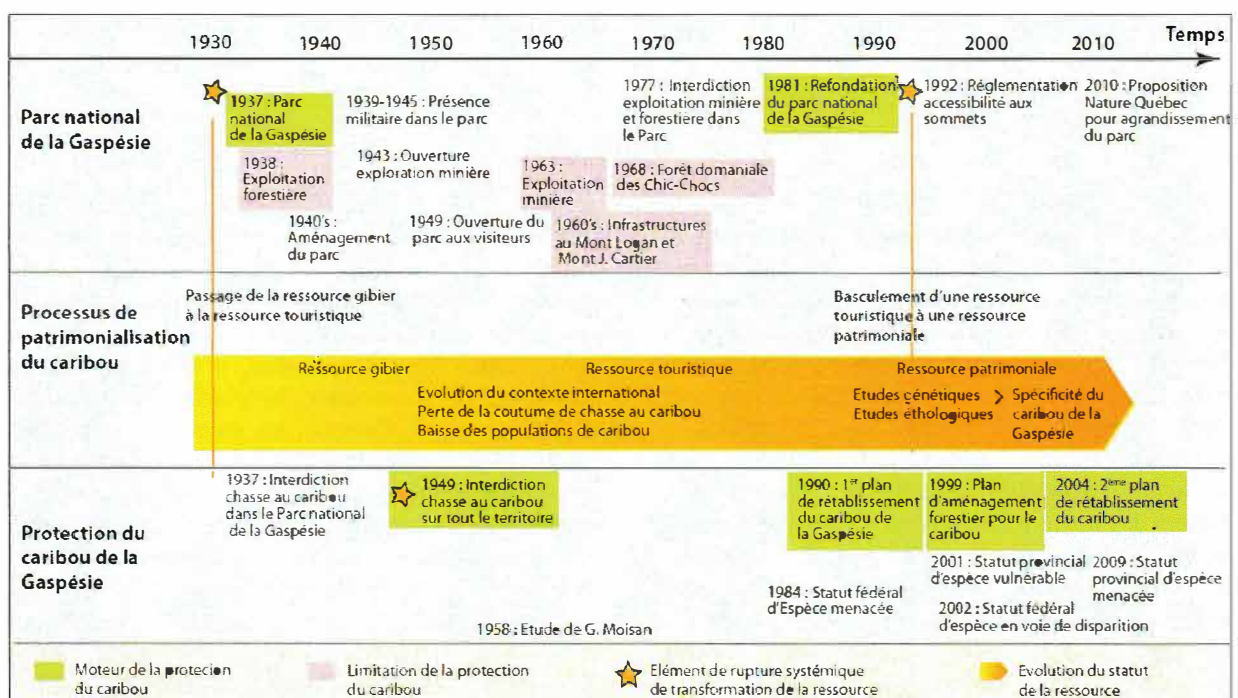 Temps
1930 1940 1950 1960 1970 1980 1990 2000 2010
Parc national
de la Gaspésie
1937 : Parc
national
de la Gaspésie
1939-1945 : Présence
militaire dans le parc
1977 : Interdiction
exploitation minière
et forestière dans
le Parc
1981 : Refondation
du parc national
de la Gaspésie
1992 : Réglementation
accessibilité aux
sommets
2010 : Proposition
Nature Québec
pour agrandissement
du parc
1938 :
Exploitation
forestière
1943 : Ouverture
exploration minière
1963 :
Exploitation
minière
1968 : Forêt domaniale
des Chic-Chocs
1940's :
Aménagement
du parc
1949 : Ouverture du
parc aux visiteurs
1960's : Infrastructures
au Mont Logan et
Mont J. Cartier
Processus de
patrimonialisation
du caribou
Passage de la ressource gibier
à la ressource touristique
Basculement d'une ressource
touristique à une ressource
patrimoniale
Ressource gibier
Ressource touristique
Ressource patrimoniale
Evolution du contexte international
Perte de la coutume de chasse au caribou
Baisse des populations de caribou
Etudes génétiques
Etudes éthologiques
>
Spécificité du
caribou de la
Gaspésie
Protection du
caribou de la
Gaspésie
1937 : Interdiction
chasse au caribou
dans le Parc national
de la Gaspésie
1949 : Interdiction
chasse au caribou
sur tout le territoire
1990 : 1er plan
de rétablissement
du caribou de
la Gaspésie
1999 : Plan
d'aménagement
forestier pour le
caribou
2004 : 2ème plan
de rétablissement
du caribou
1984 : Statut fédéral
d'Espèce menacée
2001 : Statut provincial
d'espèce vulnérable
2009 : Statut
provincial d'espèce
menacée
2002 : Statut fédéral
d'espèce en voie de disparition
1958 : Etude de G. Moisan
Moteur de la protecion
du caribou
Limitation de la protection
du caribou
Elément de rupture systémique
de transformation de la ressource
Evolution du statut
de la ressource